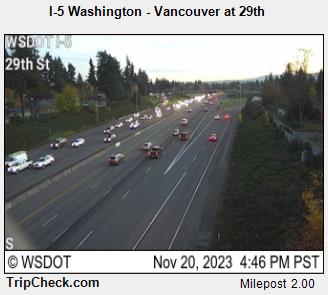 I-5 Washington - Vancouver at 29th
WSDOT I-5
29th St
S
© WSDOT
Nov 20, 2023 4:46 PM PST
TripCheck.com
Milepost 2.00